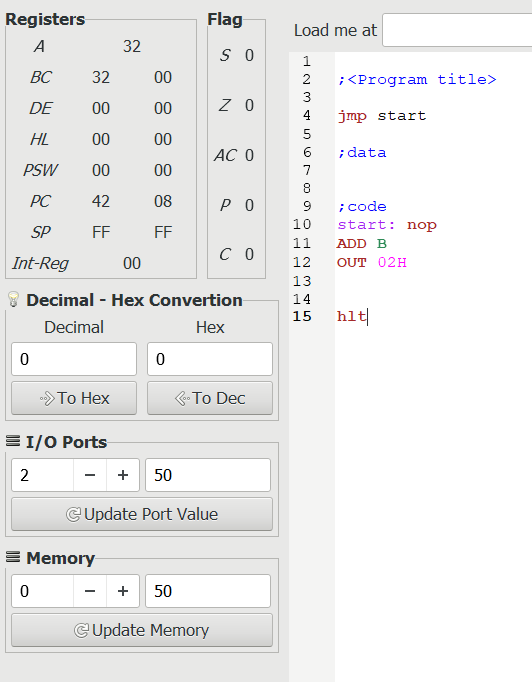 Registers
A 32
BC 32 00
DE 00 00
HL 00 00
PSW 00 00
PC 42 08
SP FF FF
Int-Reg 00
Flag
S 0
Z 0
AC 0
P 0
C 0
Decimal - Hex Convertion
Decimal Hex
0 0
To Hex To Dec
I/O Ports
2 − + 50
Update Port Value
Memory
0 − + 50
Update Memory
Load me at
1
2 ;<Program title>
3
4 jmp start
5
6 ;data
7
8
9 ;code
10 start: nop
11 ADD B
12 OUT 02H
13
14
15 hlt